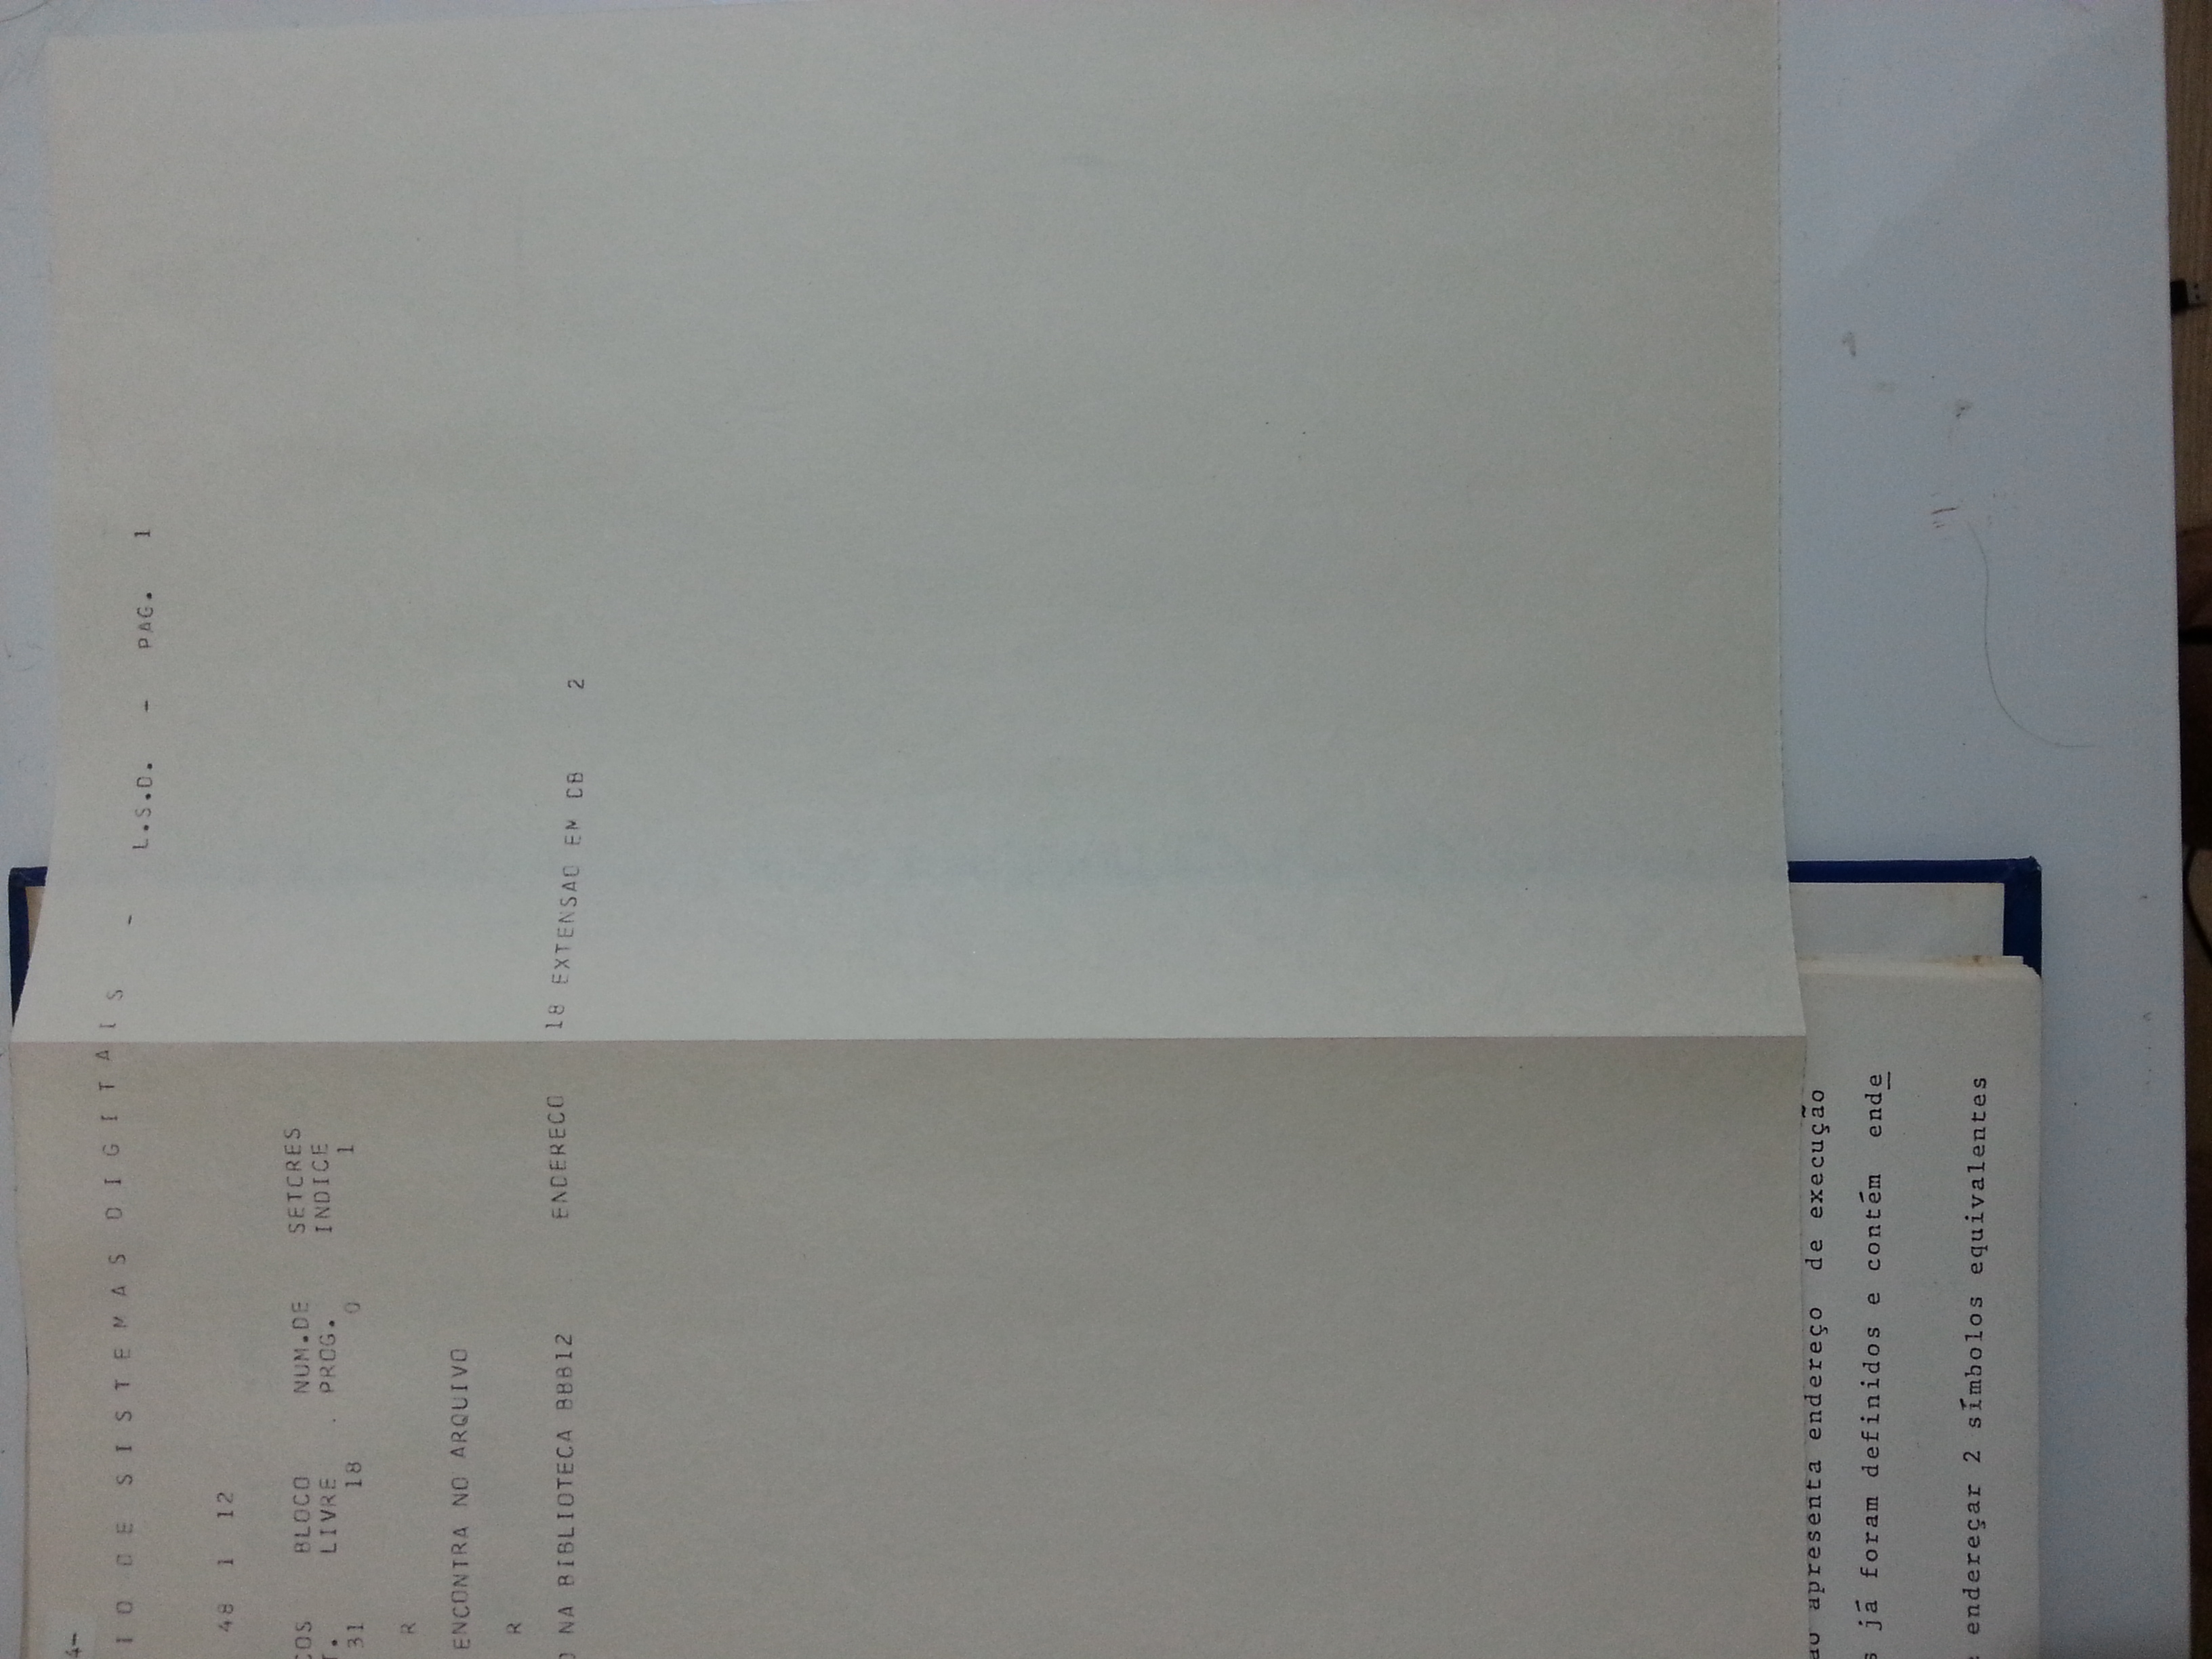 4-
I O D E S I S T E M A S D I G I T A I S - L.S.D. - PAG. 1
48 1 12
COS BLOCO NUM.DE SETORES
T. LIVRE . PROG. INDICE
31 18 0 1
R
ENCONTRA NO ARQUIVO
R
O NA BIBLIOTECA BBB12 ENDERECO 18 EXTENSAO EM CB 2
ao apresenta endereço de execução
s já foram definidos e contém ende
endereçar 2 símbolos equivalentes